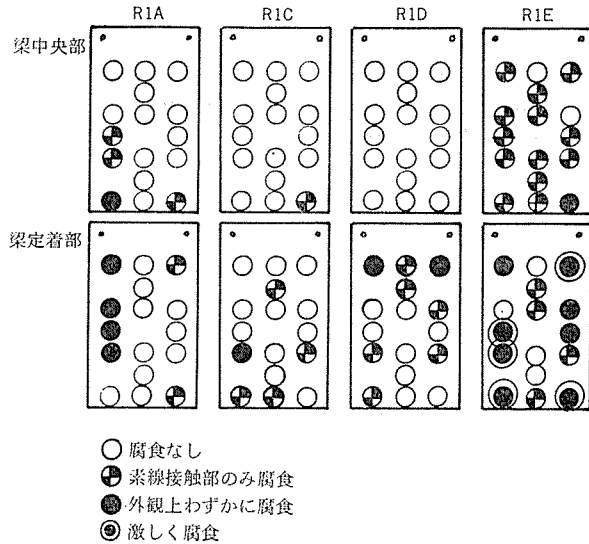 R1A R1C R1D R1E
梁中央部
梁定着部
腐食なし
素線接触部のみ腐食
外観上わずかに腐食
激しく腐食